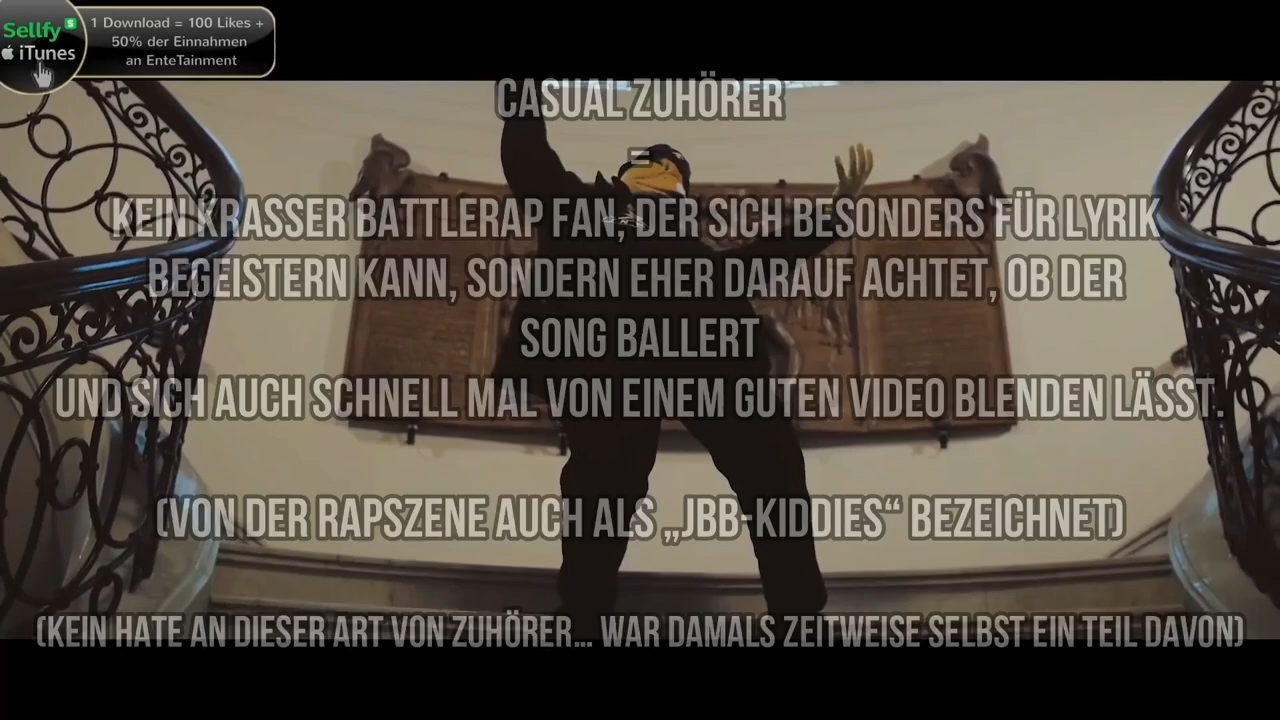 Sellfy S
iTunes
1 Download = 100 Likes +
50% der Einnahmen
an EnteTainment
CASUAL ZUHÖRER
=
KEIN KRASSER BATTLERAP FAN, DER SICH BESONDERS FÜR LYRIK
BEGEISTERN KANN, SONDERN EHER DARAUF ACHTET, OB DER
SONG BALLERT
UND SICH AUCH SCHNELL MAL VON EINEM GUTEN VIDEO BLENDEN LÄSST.
(VON DER RAPSZENE AUCH ALS „JBB-KIDDIES“ BEZEICHNET)
(KEIN HATE AN DIESER ART VON ZUHÖRER... WAR DAMALS ZEITWEISE SELBST EIN TEIL DAVON)